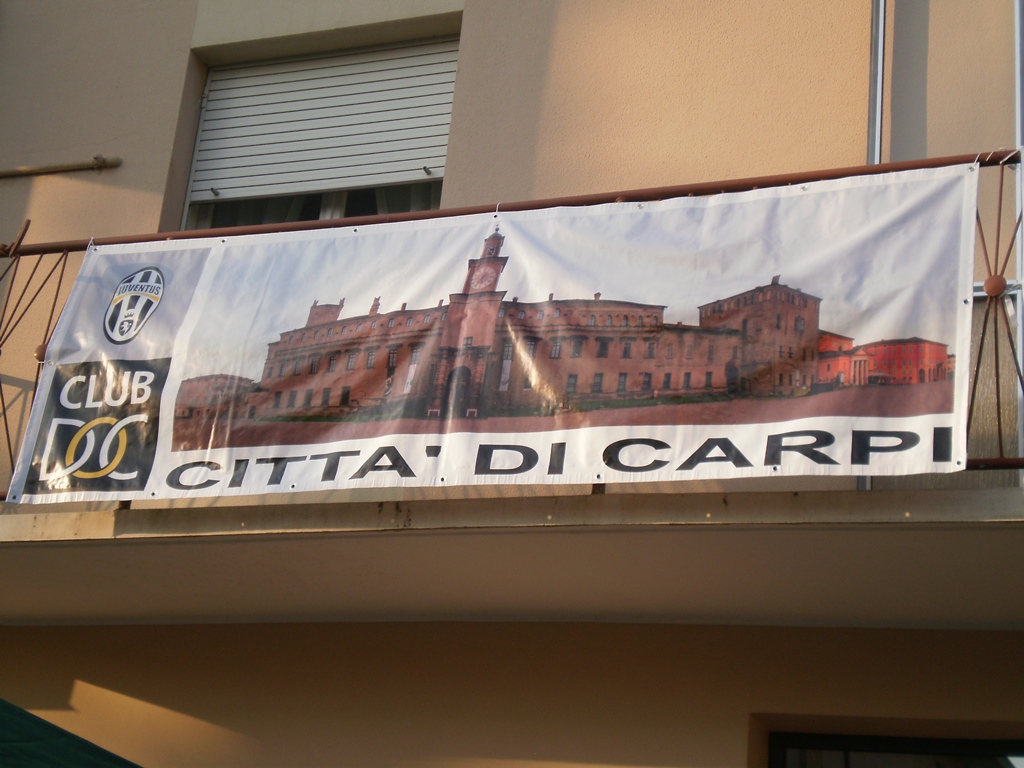 JUVENTUS
CLUB
DOC
CITTA' DI CARPI